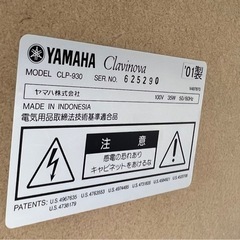 YAMAHA Clavinova '01製
MODEL CLP-930 SER NO. 625290
ヤマハ株式会社 100V 35W 50/60Hz
MADE IN INDONESIA
電気用品取締法技術基準適合品
注意
感電の恐れあり
キャビネットをあけるな
PATENTS: U.S. 4967635
U.S. 4738179